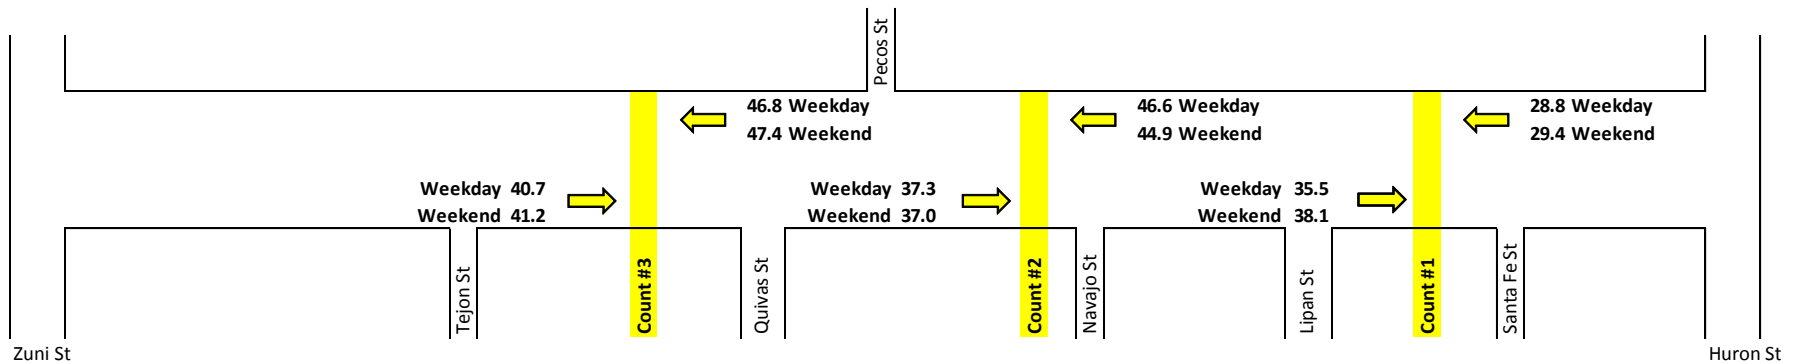 Pecos St
46.8 Weekday
47.4 Weekend
46.6 Weekday
44.9 Weekend
28.8 Weekday
29.4 Weekend
Weekday 40.7
Weekend 41.2
Weekday 37.3
Weekend 37.0
Weekday 35.5
Weekend 38.1
Tejon St
Count #3
Quivas St
Count #2
Navajo St
Lipan St
Count #1
Santa Fe St
Zuni St
Huron St